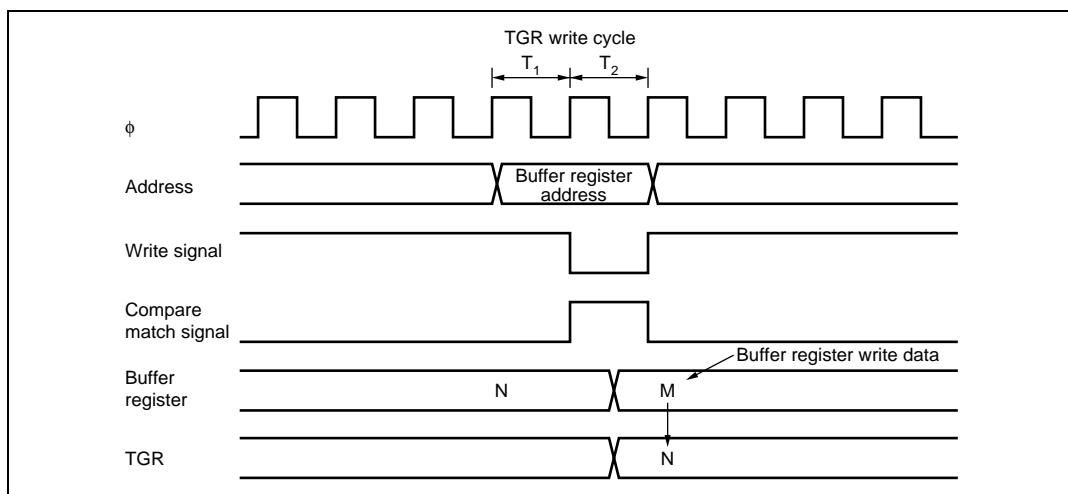 TGR write cycle
T1 T2
φ
Address
Buffer register
address
Write signal
Compare
match signal
Buffer register write data
Buffer
register
N
M
TGR
N